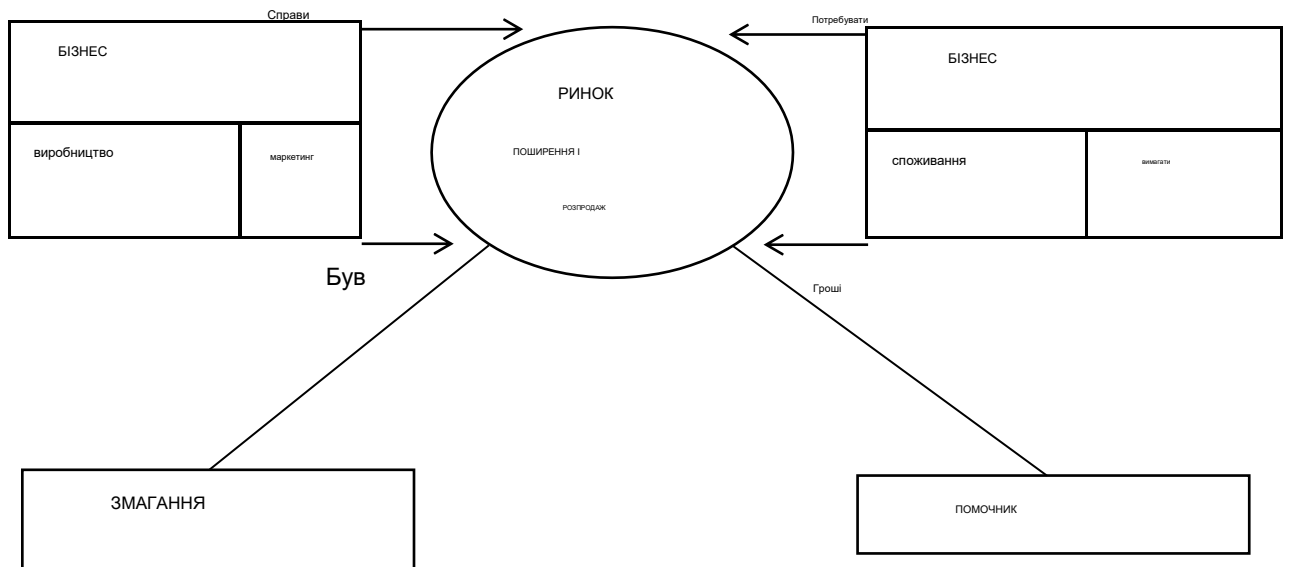 Справи
Потребувати
БІЗНЕС
РИНОК
БІЗНЕС
виробництво
маркетинг
ПОШИРЕННЯ І
споживання
вимагати
РОЗПРОДАЖ
Був
Гроші
ЗМАГАННЯ
ПОМОЧНИК